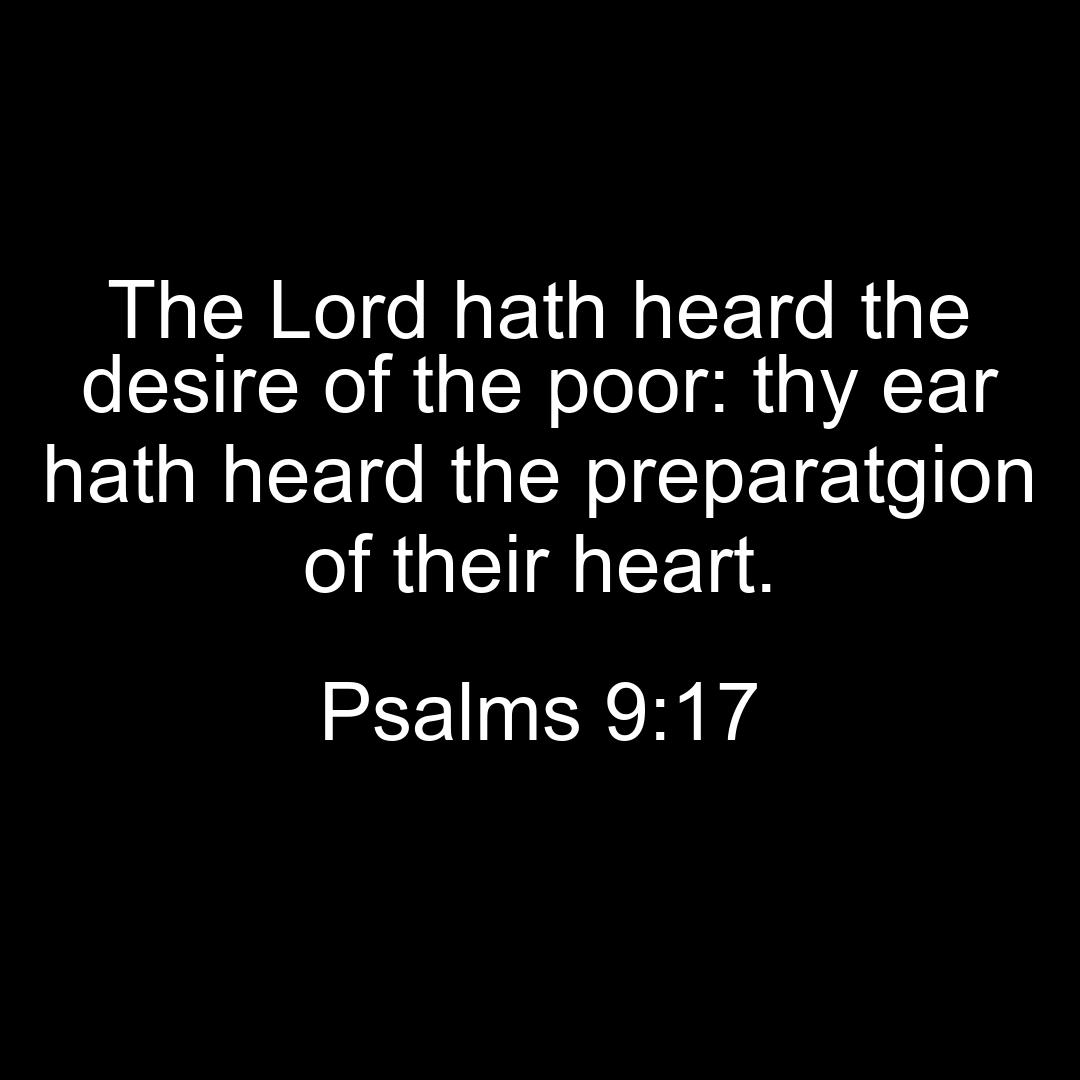 The Lord hath heard the
desire of the poor: thy ear
hath heard the preparatgion
of their heart.
Psalms 9:17